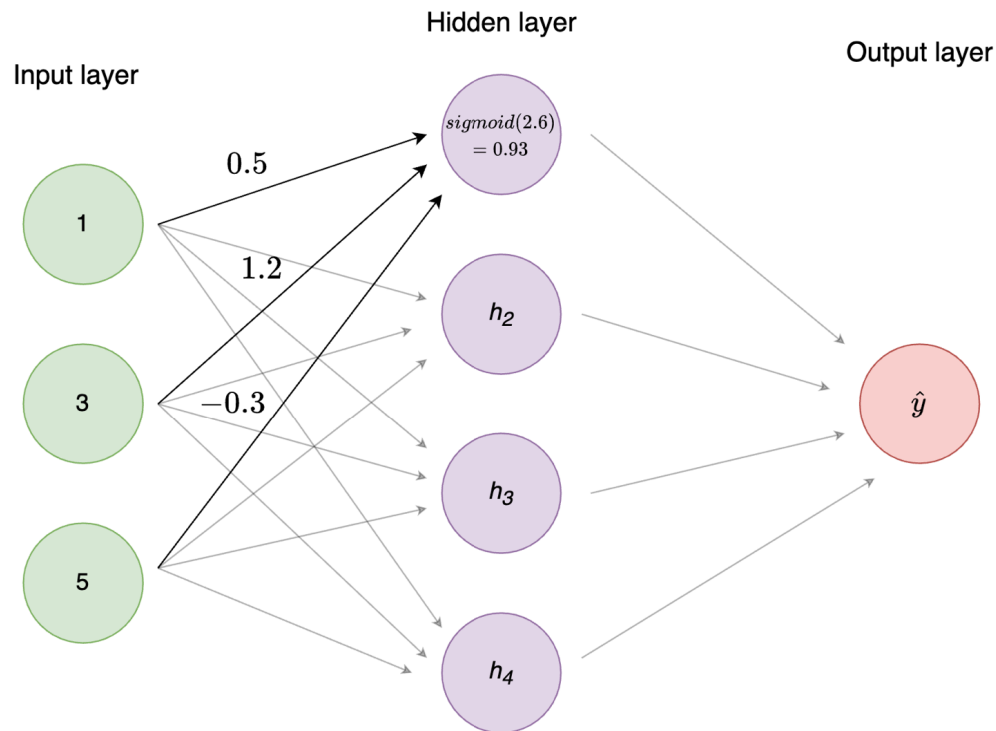 Hidden layer
Output layer
Input layer
sigmoid(2.6)
= 0.93
0.5
1
1.2
h₂
3
−0.3
ŷ
h₃
5
h₄